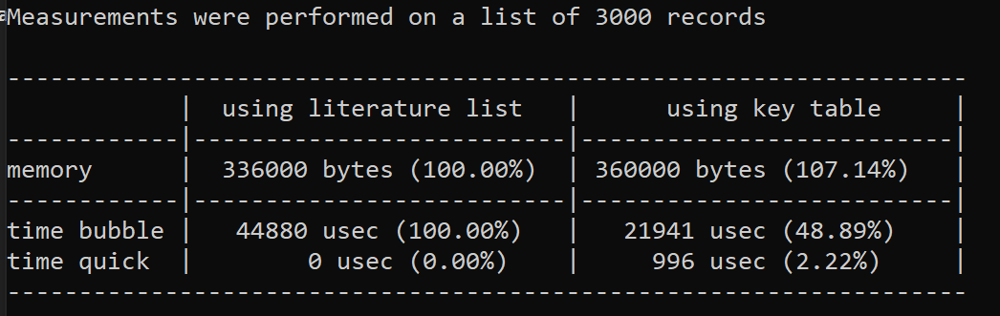 Measurements were performed on a list of 3000 records
-------------------------------------------------------------------
            | using literature list | using key table |
------------|--------------------------|--------------------------|
memory | 336000 bytes (100.00%) | 360000 bytes (107.14%) |
------------|--------------------------|--------------------------|
time bubble | 44880 usec (100.00%) | 21941 usec (48.89%) |
time quick | 0 usec (0.00%) | 996 usec (2.22%) |
-------------------------------------------------------------------